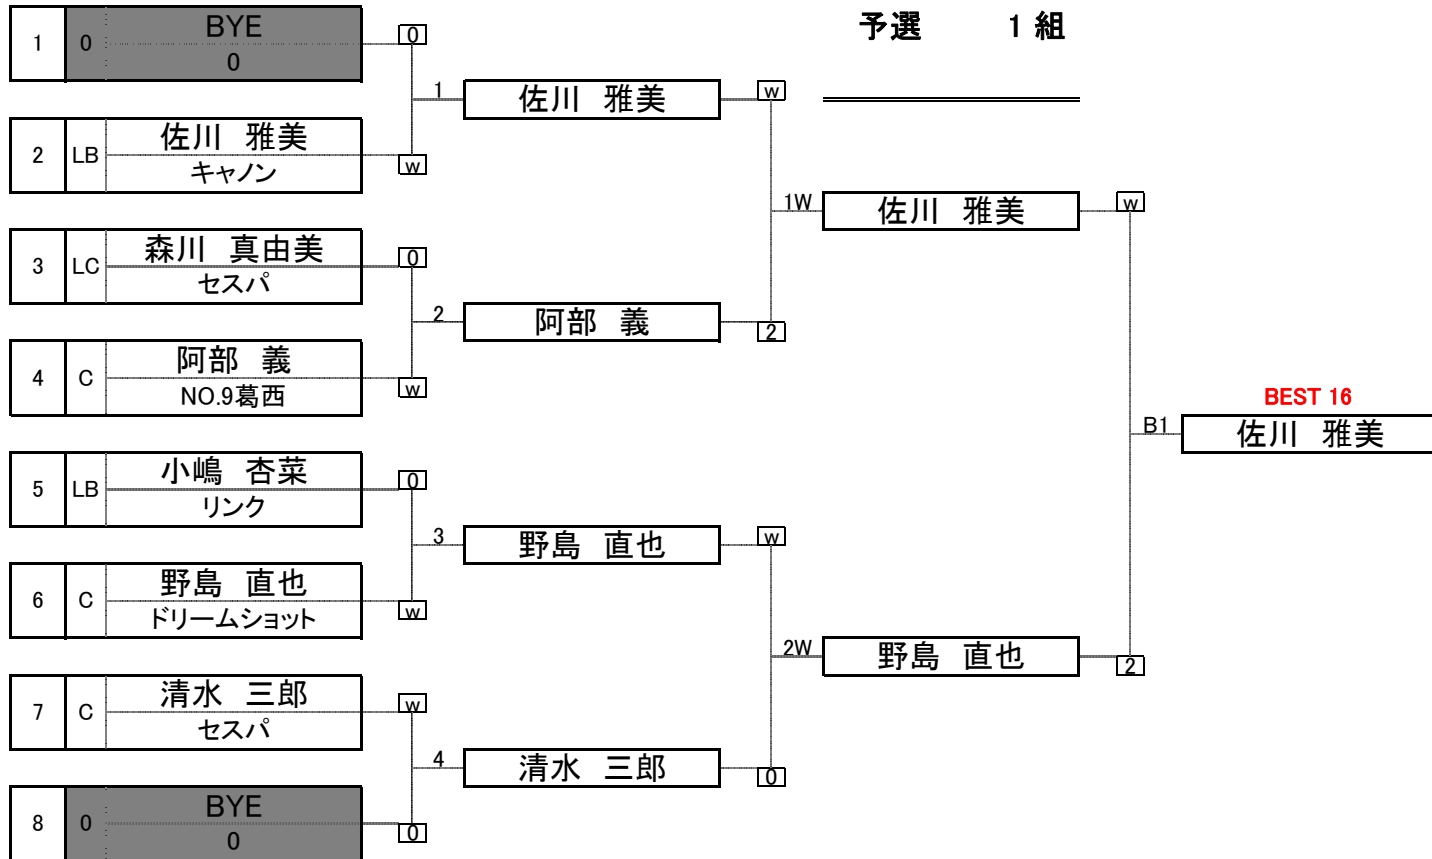 予選 1 組
1 0 BYE
0
0
1 佐川 雅美 w
2 LB 佐川 雅美
キャノン
w
1W 佐川 雅美 w
3 LC 森川 真由美
セスパ
0
2 阿部 義 2
4 C 阿部 義
NO.9葛西
w
BEST 16
B1 佐川 雅美
5 LB 小嶋 杏菜
リンク
0
3 野島 直也 w
6 C 野島 直也
ドリームショット
w
2W 野島 直也 2
7 C 清水 三郎
セスパ
w
4 清水 三郎 0
8 0 BYE
0
0